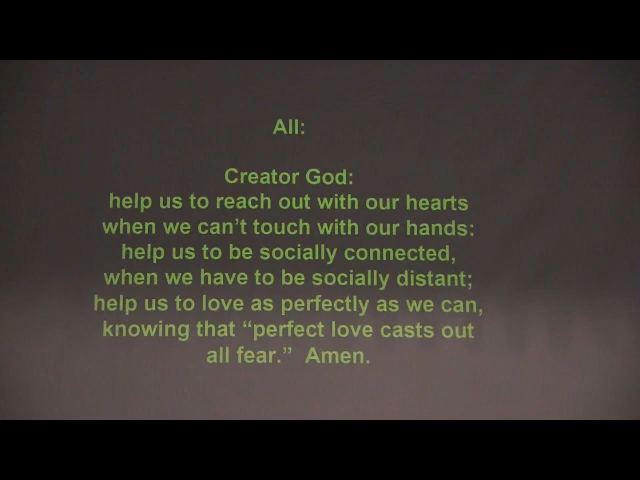 All:
Creator God:
help us to reach out with our hearts
when we can’t touch with our hands:
help us to be socially connected,
when we have to be socially distant;
help us to love as perfectly as we can,
knowing that “perfect love casts out
all fear.”  Amen.